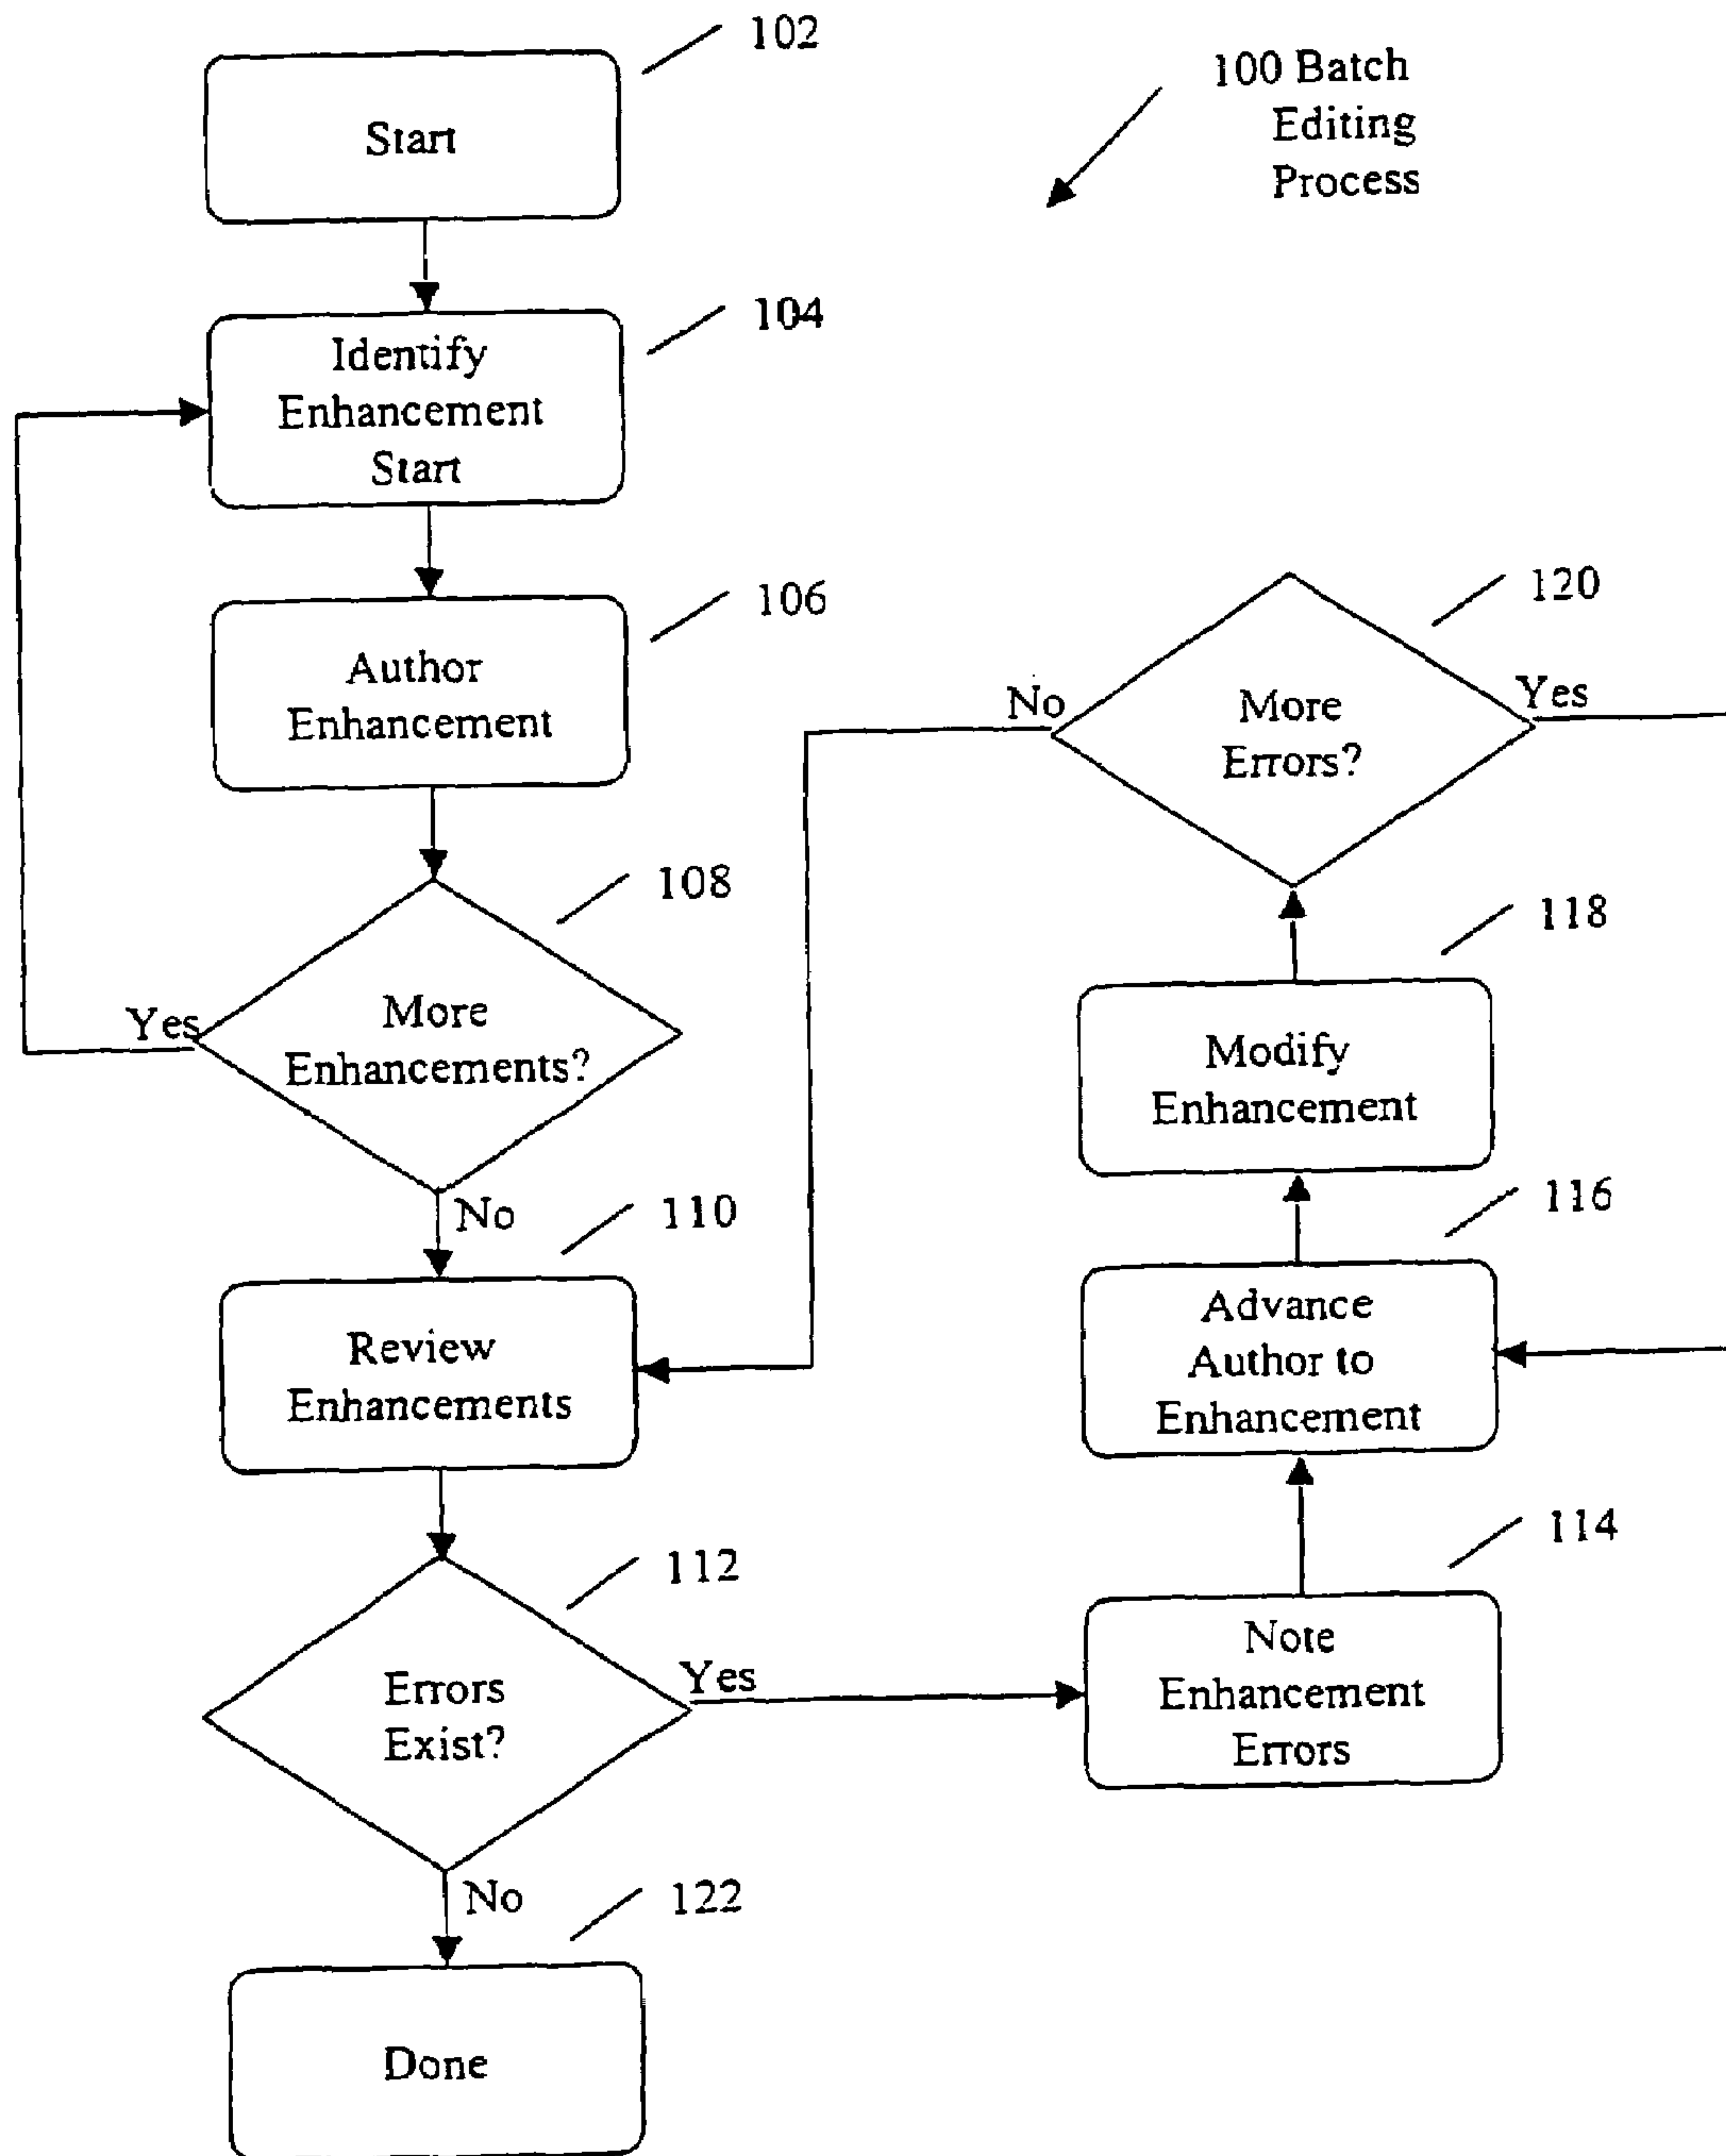 102
Start
100 Batch
Editing
Process
104
Identify
Enhancement
Start
106
Author
Enhancement
108
More
Enhancements?
Yes
No
110
Review
Enhancements
112
Errors
Exist?
Yes
No
122
Done
120
More
Errors?
No
Yes
118
Modify
Enhancement
116
Advance
Author to
Enhancement
114
Note
Enhancement
Errors